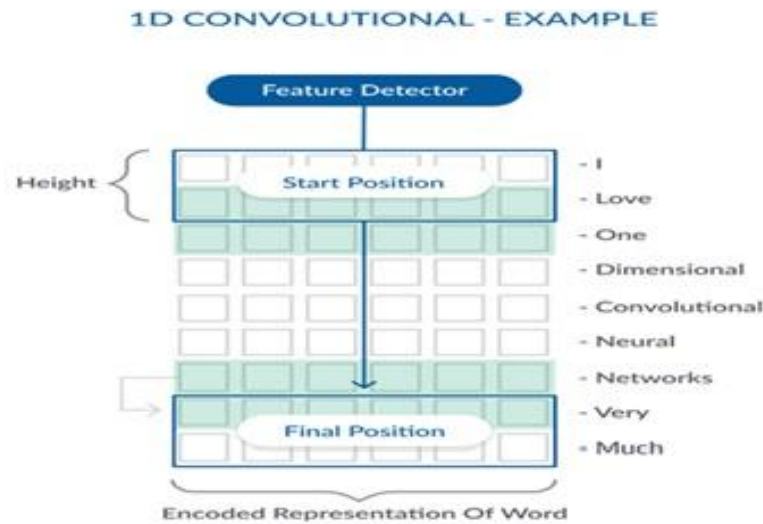 1D CONVOLUTIONAL - EXAMPLE
Feature Detector
Height
Start Position
- I
- Love
- One
- Dimensional
- Convolutional
- Neural
- Networks
- Very
Final Position
- Much
Encoded Representation Of Word